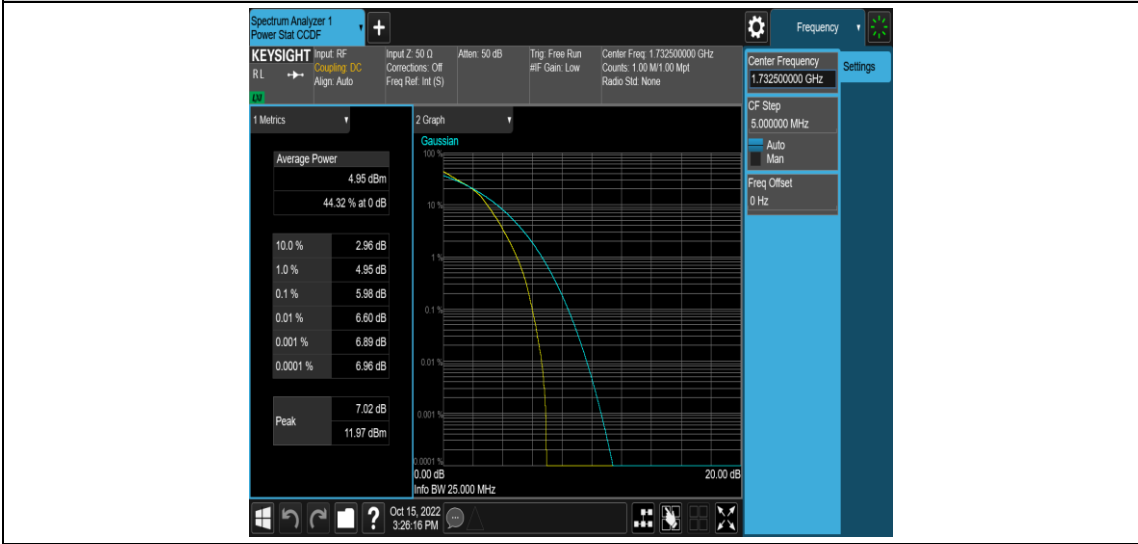 Spectrum Analyzer 1
Power Stat CCDF
+
Frequency
KEYSIGHT
R L
Input: RF
Coupling: DC
Align: Auto
Input Z: 50 Ω
Corrections: Off
Freq Ref: Int (S)
Atten: 50 dB
Trig: Free Run
#IF Gain: Low
Center Freq: 1.732500000 GHz
Counts: 1.00 M/1.00 Mpt
Radio Std: None
Center Frequency
1.732500000 GHz
Settings
CF Step
5.000000 MHz
Auto
Man
Freq Offset
0 Hz
1 Metrics
Average Power
4.95 dBm
44.32 % at 0 dB
10.0 % 2.96 dB
1.0 % 4.95 dB
0.1 % 5.98 dB
0.01 % 6.60 dB
0.001 % 6.89 dB
0.0001 % 6.96 dB
Peak
7.02 dB
11.97 dBm
2 Graph
Gaussian
100 %
10 %
1 %
0.1 %
0.01 %
0.001 %
0.0001 %
0.00 dB
20.00 dB
Info BW 25.000 MHz
?
Oct 15, 2022
3:26:16 PM